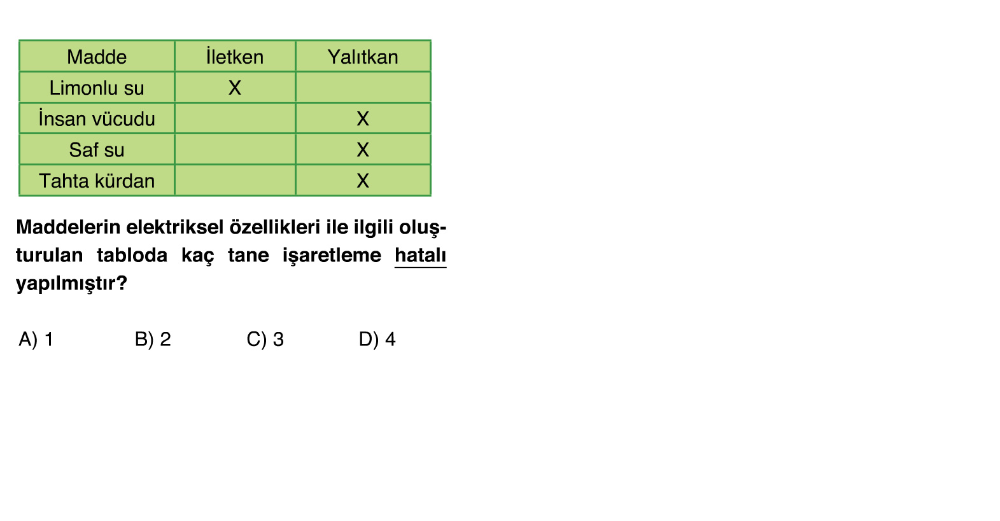 Madde İletken Yalıtkan
Limonlu su X
İnsan vücudu X
Saf su X
Tahta kürdan X
Maddelerin elektriksel özellikleri ile ilgili oluş-
turulan tabloda kaç tane işaretleme hatalı
yapılmıştır?
A) 1 B) 2 C) 3 D) 4